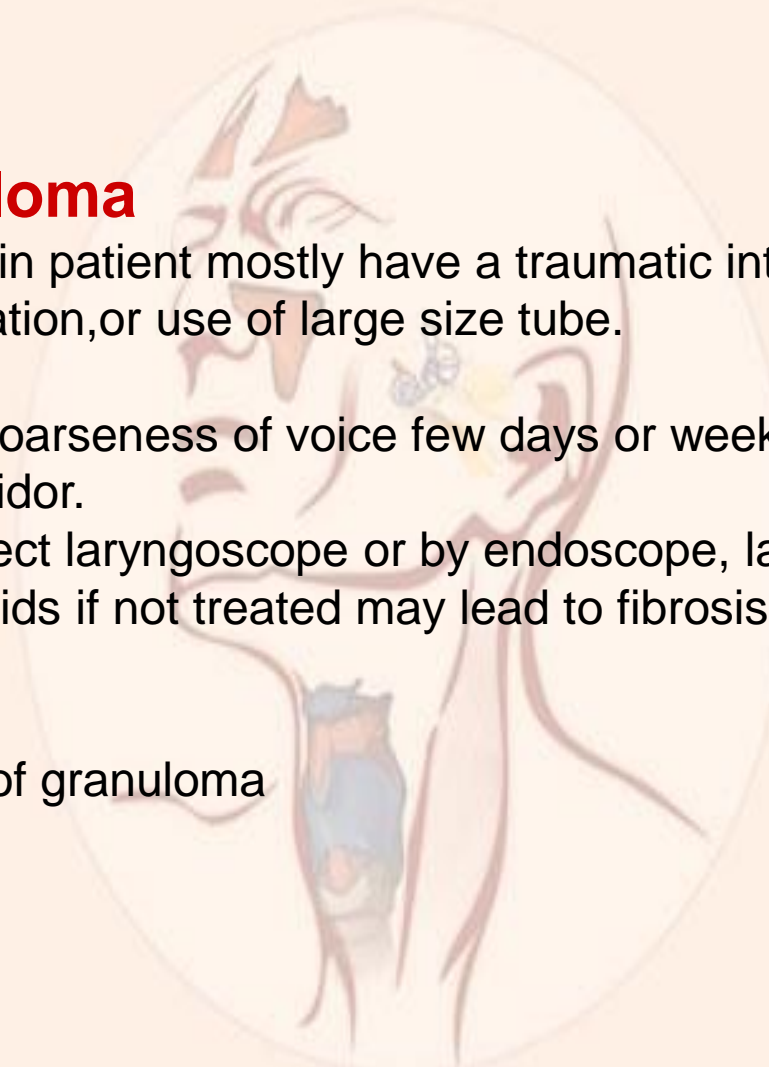 loma
in patient mostly have a traumatic int
ation,or use of large size tube.
oarseness of voice few days or week
idor.
ect laryngoscope or by endoscope, la
ids if not treated may lead to fibrosis
of granuloma